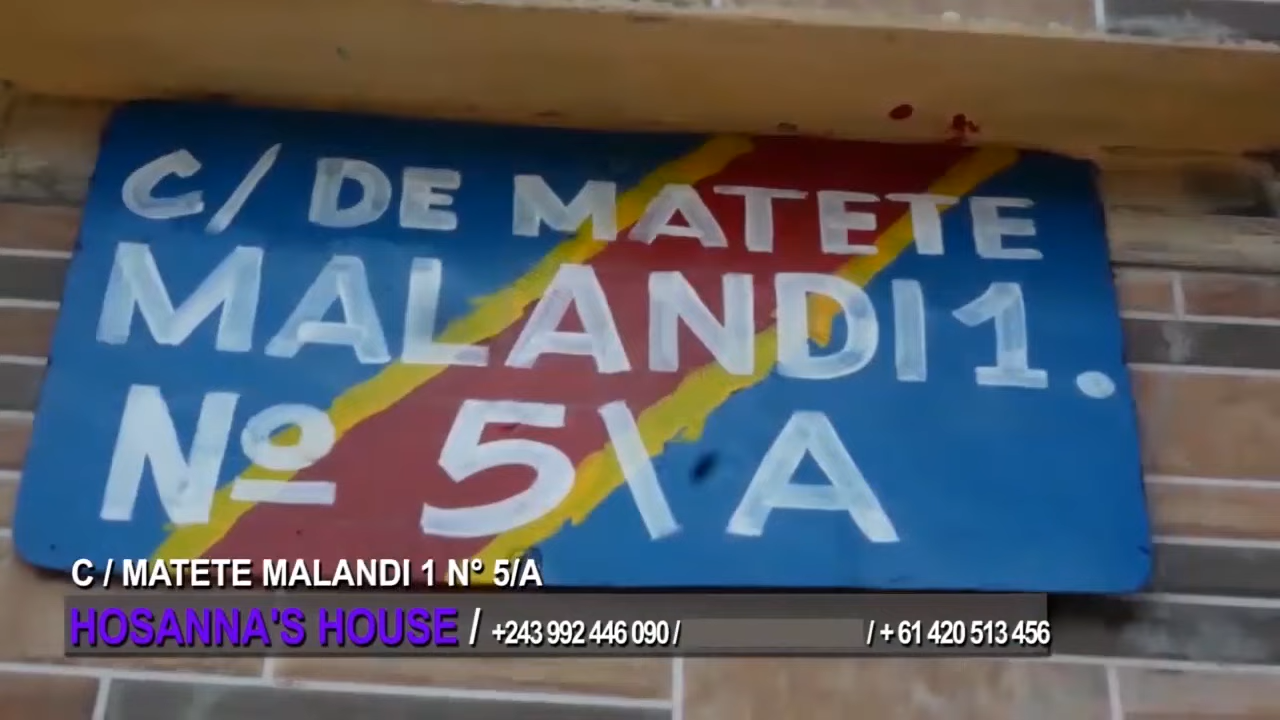 C/ DE MATETE
MALANDI 1.
Nº 5\A
C / MATETE MALANDI 1 N° 5/A
HOSANNA'S HOUSE / +243 992 446 090 / / + 61 420 513 456